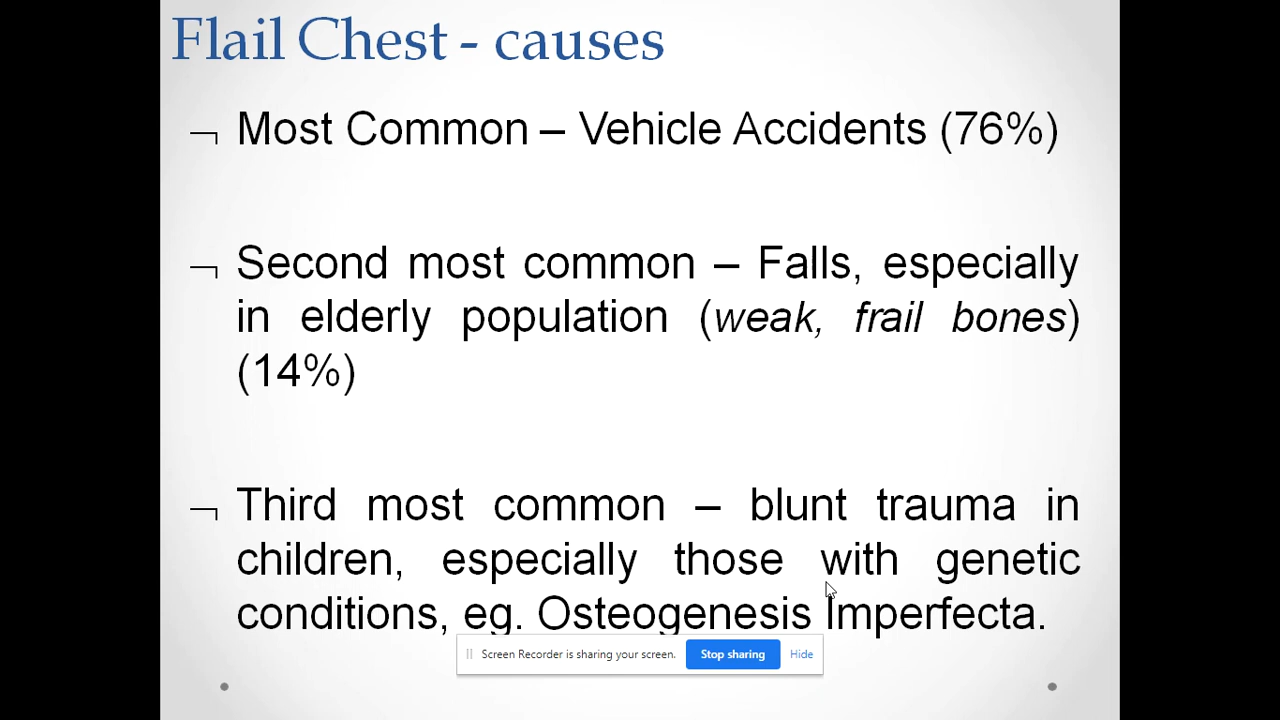 Flail Chest - causes
¬ Most Common – Vehicle Accidents (76%)
¬ Second most common – Falls, especially
in elderly population (weak, frail bones)
(14%)
¬ Third most common – blunt trauma in
children, especially those with genetic
conditions, eg. Osteogenesis Imperfecta.
Screen Recorder is sharing your screen. Stop sharing Hide